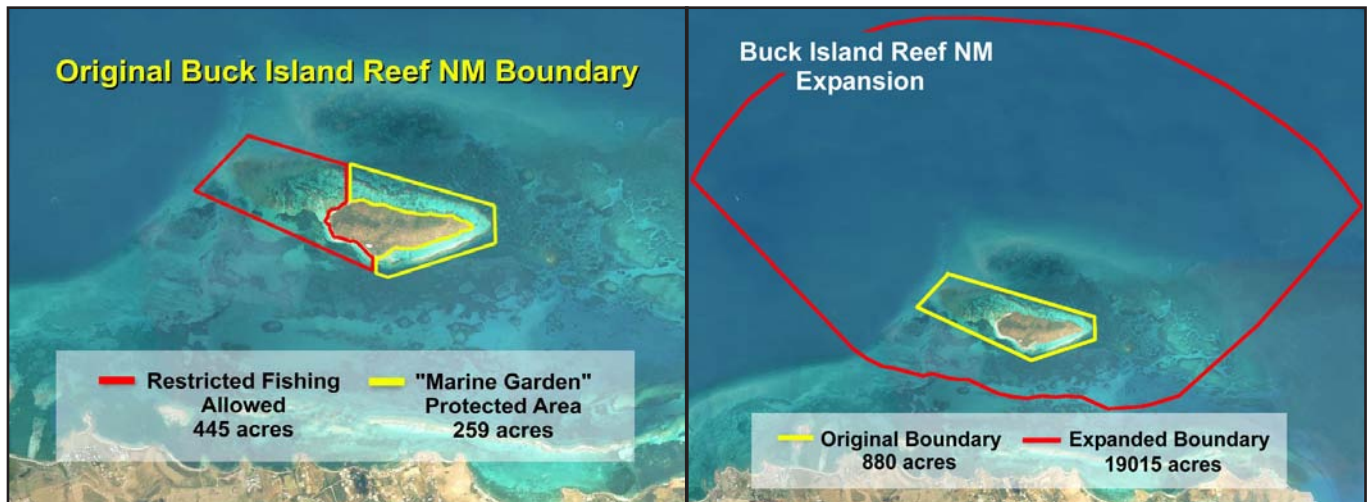 Original Buck Island Reef NM Boundary
Restricted Fishing
Allowed
445 acres
"Marine Garden"
Protected Area
259 acres
Buck Island Reef NM
Expansion
Original Boundary
880 acres
Expanded Boundary
19015 acres